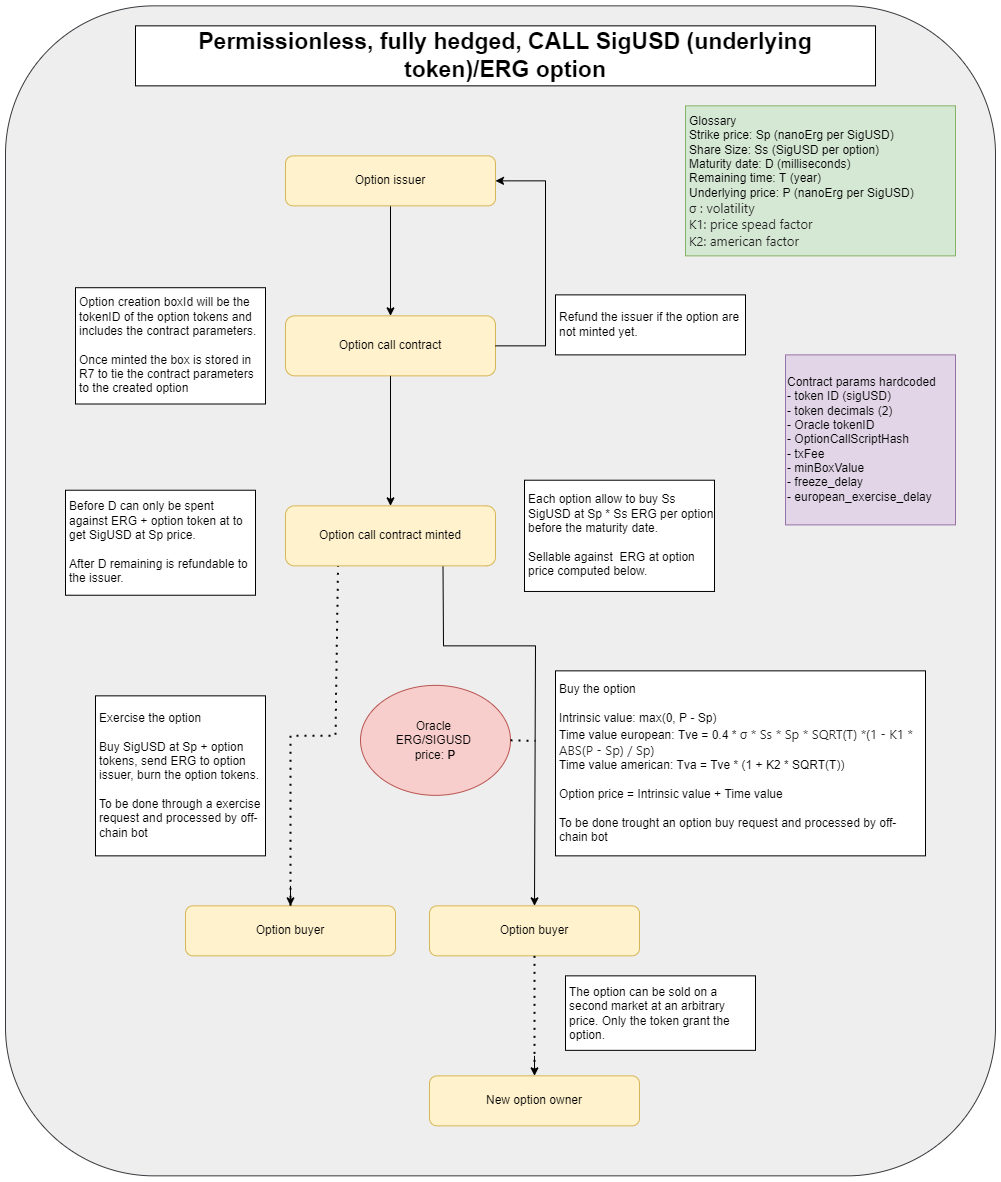 Permissionless, fully hedged, CALL SigUSD (underlying
token)/ERG option
Glossary
Strike price: Sp (nanoErg per SigUSD)
Share Size: Ss (SigUSD per option)
Maturity date: D (milliseconds)
Remaining time: T (year)
Underlying price: P (nanoErg per SigUSD)
σ : volatility
K1: price spead factor
K2: american factor
Option issuer
Option creation boxId will be the
tokenID of the option tokens and
includes the contract parameters.
Once minted the box is stored in
R7 to tie the contract parameters
to the created option
Option call contract
Refund the issuer if the option are
not minted yet.
Contract params hardcoded
- token ID (sigUSD)
- token decimals (2)
- Oracle tokenID
- OptionCallScriptHash
- txFee
- minBoxValue
- freeze_delay
- european_exercise_delay
Before D can only be spent
against ERG + option token at to
get SigUSD at Sp price.
After D remaining is refundable to
the issuer.
Option call contract minted
Each option allow to buy Ss
SigUSD at Sp * Ss ERG per option
before the maturity date.
Sellable against  ERG at option
price computed below.
Exercise the option
Buy SigUSD at Sp + option
tokens, send ERG to option
issuer, burn the option tokens.
To be done through a exercise
request and processed by off-
chain bot
Oracle
ERG/SIGUSD
price: P
Buy the option
Intrinsic value: max(0, P - Sp)
Time value european: Tve = 0.4 * σ * Ss * Sp * SQRT(T) *(1 - K1 *
ABS(P - Sp) / Sp)
Time value american: Tva = Tve * (1 + K2 * SQRT(T))
Option price = Intrinsic value + Time value
To be done trought an option buy request and processed by off-
chain bot
Option buyer
Option buyer
The option can be sold on a
second market at an arbitrary
price. Only the token grant the
option.
New option owner